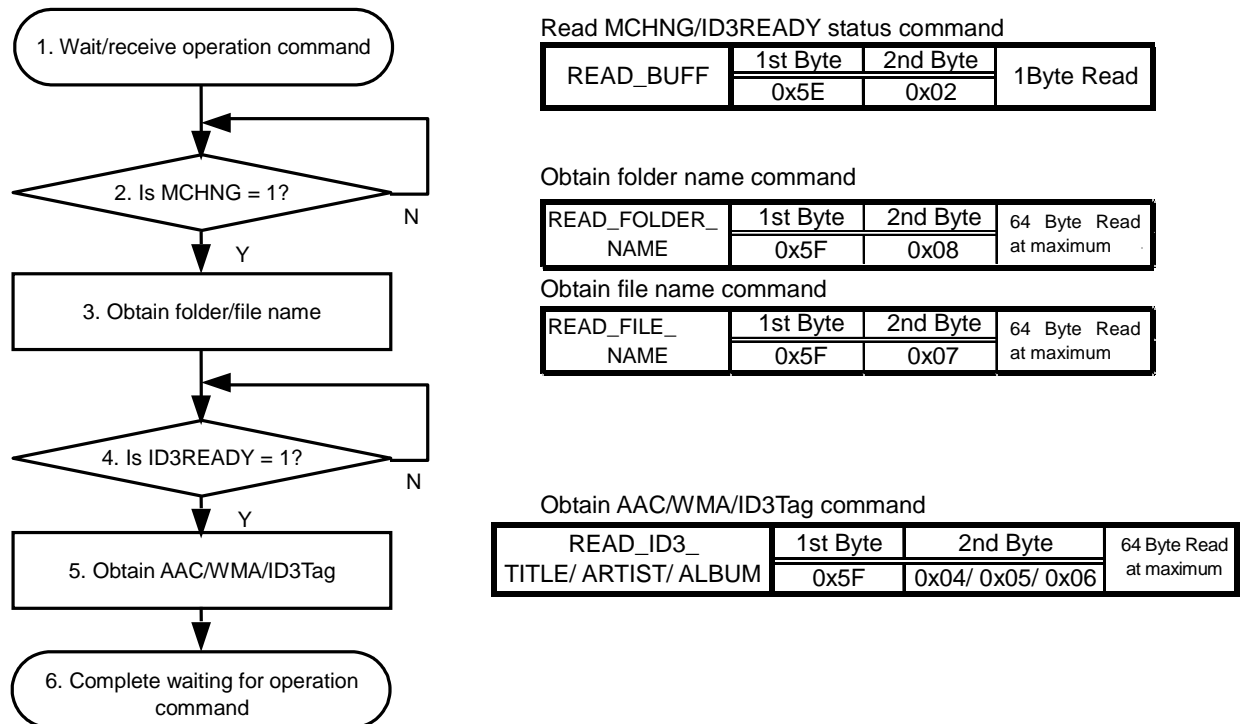 1. Wait/receive operation command
2. Is MCHNG = 1?
N
Y
3. Obtain folder/file name
4. Is ID3READY = 1?
N
Y
5. Obtain AAC/WMA/ID3Tag
6. Complete waiting for operation
command
Read MCHNG/ID3READY status command
READ_BUFF 1st Byte 2nd Byte 1Byte Read
0x5E 0x02
Obtain folder name command
READ_FOLDER_ 1st Byte 2nd Byte 64 Byte Read
NAME 0x5F 0x08 at maximum
Obtain file name command
READ_FILE_ 1st Byte 2nd Byte 64 Byte Read
NAME 0x5F 0x07 at maximum
Obtain AAC/WMA/ID3Tag command
READ_ID3_ 1st Byte 2nd Byte 64 Byte Read
TITLE/ ARTIST/ ALBUM 0x5F 0x04/ 0x05/ 0x06 at maximum